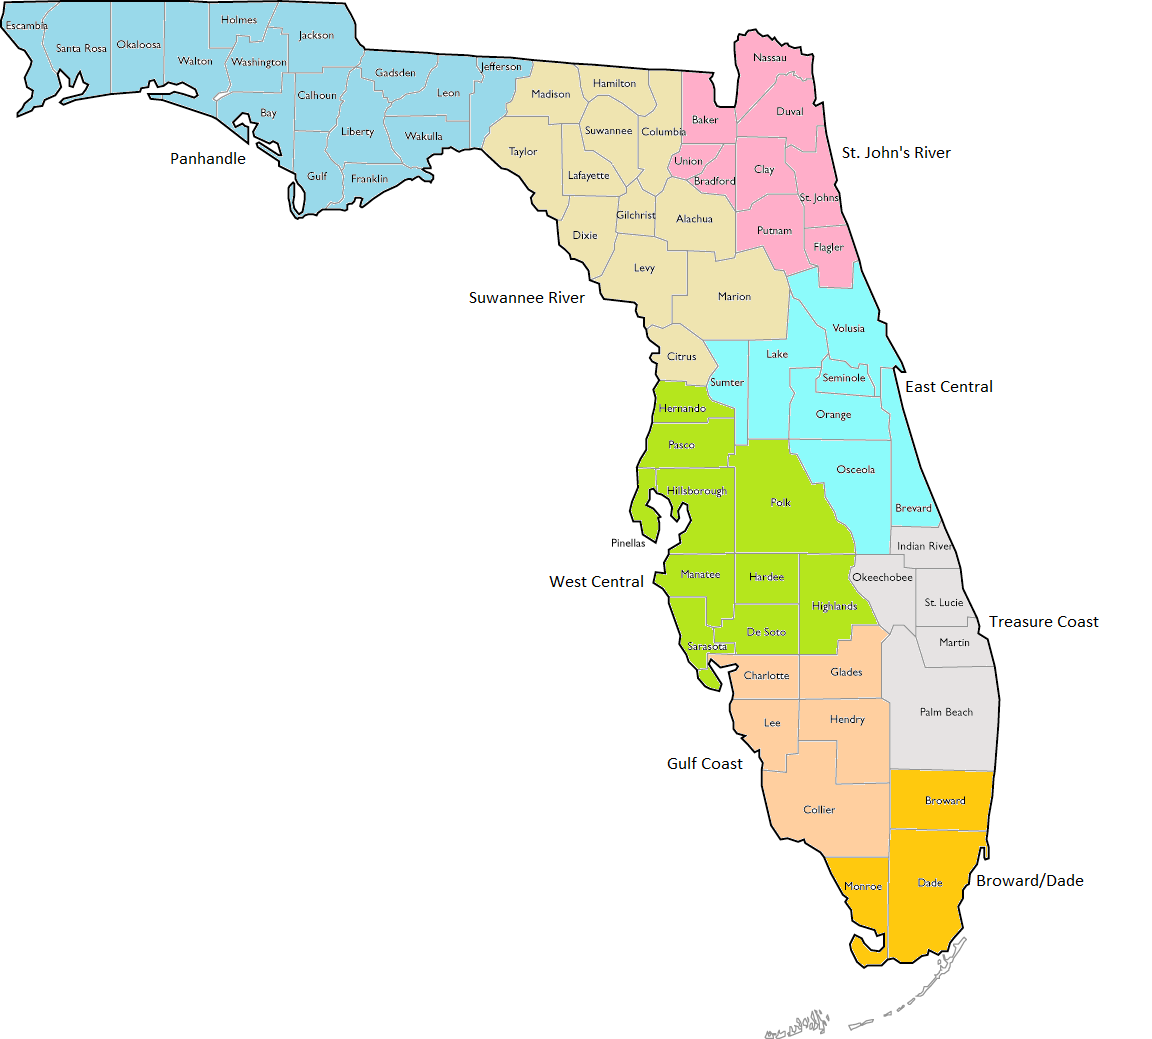 Escambia
Santa Rosa
Okaloosa
Walton
Holmes
Washington
Jackson
Bay
Calhoun
Gulf
Liberty
Gadsden
Franklin
Leon
Wakulla
Jefferson
Panhandle
Madison
Hamilton
Taylor
Suwannee
Columbia
Lafayette
Dixie
Gilchrist
Alachua
Levy
Marion
Citrus
Suwannee River
Nassau
Duval
Baker
Union
Bradford
Clay
St. Johns
Putnam
Flagler
St. John's River
Volusia
Lake
Sumter
Seminole
Orange
Osceola
Brevard
East Central
Hernando
Pasco
Hillsborough
Pinellas
Polk
Manatee
Hardee
Highlands
De Soto
Sarasota
West Central
Indian River
Okeechobee
St. Lucie
Martin
Palm Beach
Treasure Coast
Charlotte
Glades
Lee
Hendry
Collier
Gulf Coast
Broward
Dade
Monroe
Broward/Dade